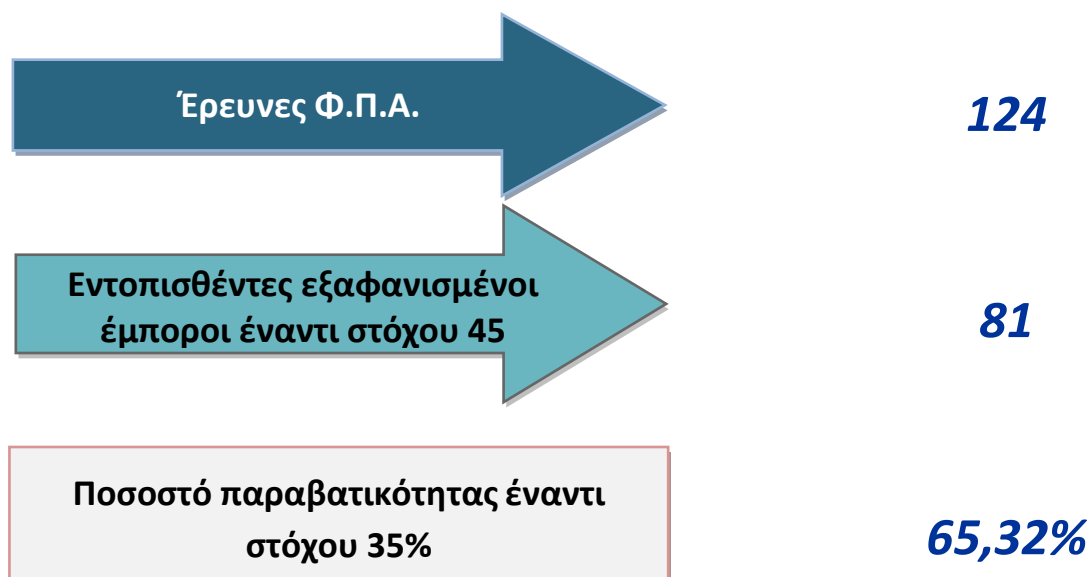 Έρευνες Φ.Π.Α.
124
Εντοπισθέντες εξαφανισμένοι
έμποροι έναντι στόχου 45
81
Ποσοστό παραβατικότητας έναντι
στόχου 35%
65,32%